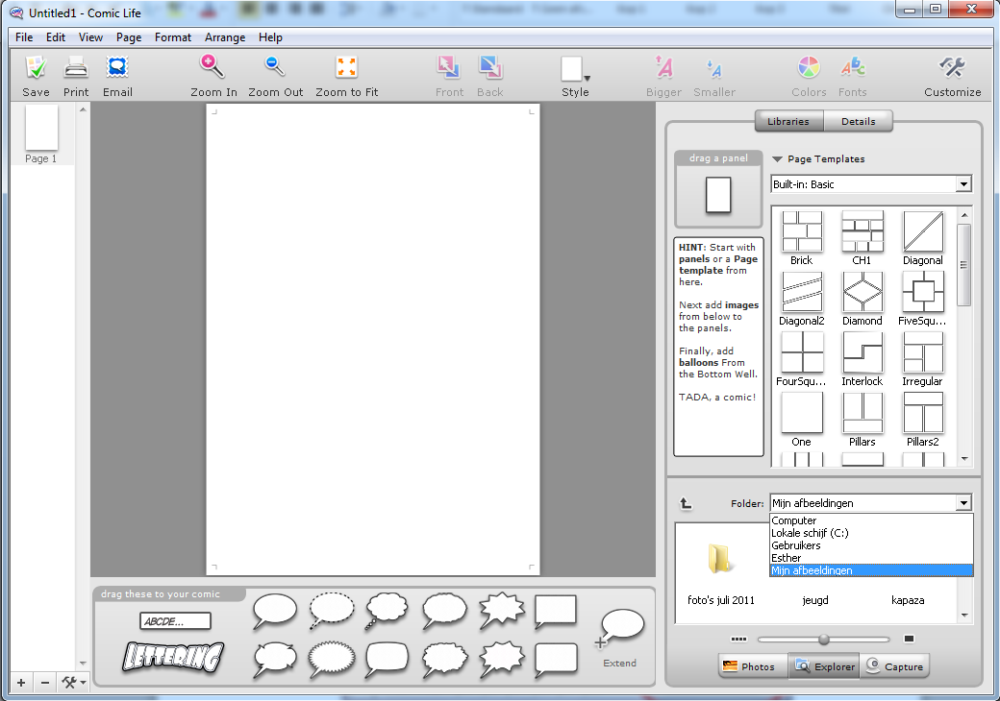 Untitled1 - Comic Life
File Edit View Page Format Arrange Help
Save Print Email Zoom In Zoom Out Zoom to Fit Front Back Style Bigger Smaller Colors Fonts Customize
Page 1
Libraries Details
drag a panel
Page Templates
Built-in: Basic
HINT: Start with
panels or a Page
template from
here.
Next add images
from below to
the panels.
Finally, add
balloons From
the Bottom Well.
TADA, a comic!
Brick CH1 Diagonal
Diagonal2 Diamond FiveSqu...
FourSqu... Interlock Irregular
One Pillars Pillars2
Folder: Mijn afbeeldingen
Computer
Lokale schijf (C:)
Gebruikers
Esther
Mijn afbeeldingen
foto's juli 2011 jeugd kapaza
drag these to your comic
ABCDE...
LETTERING
Extend
Photos Explorer Capture